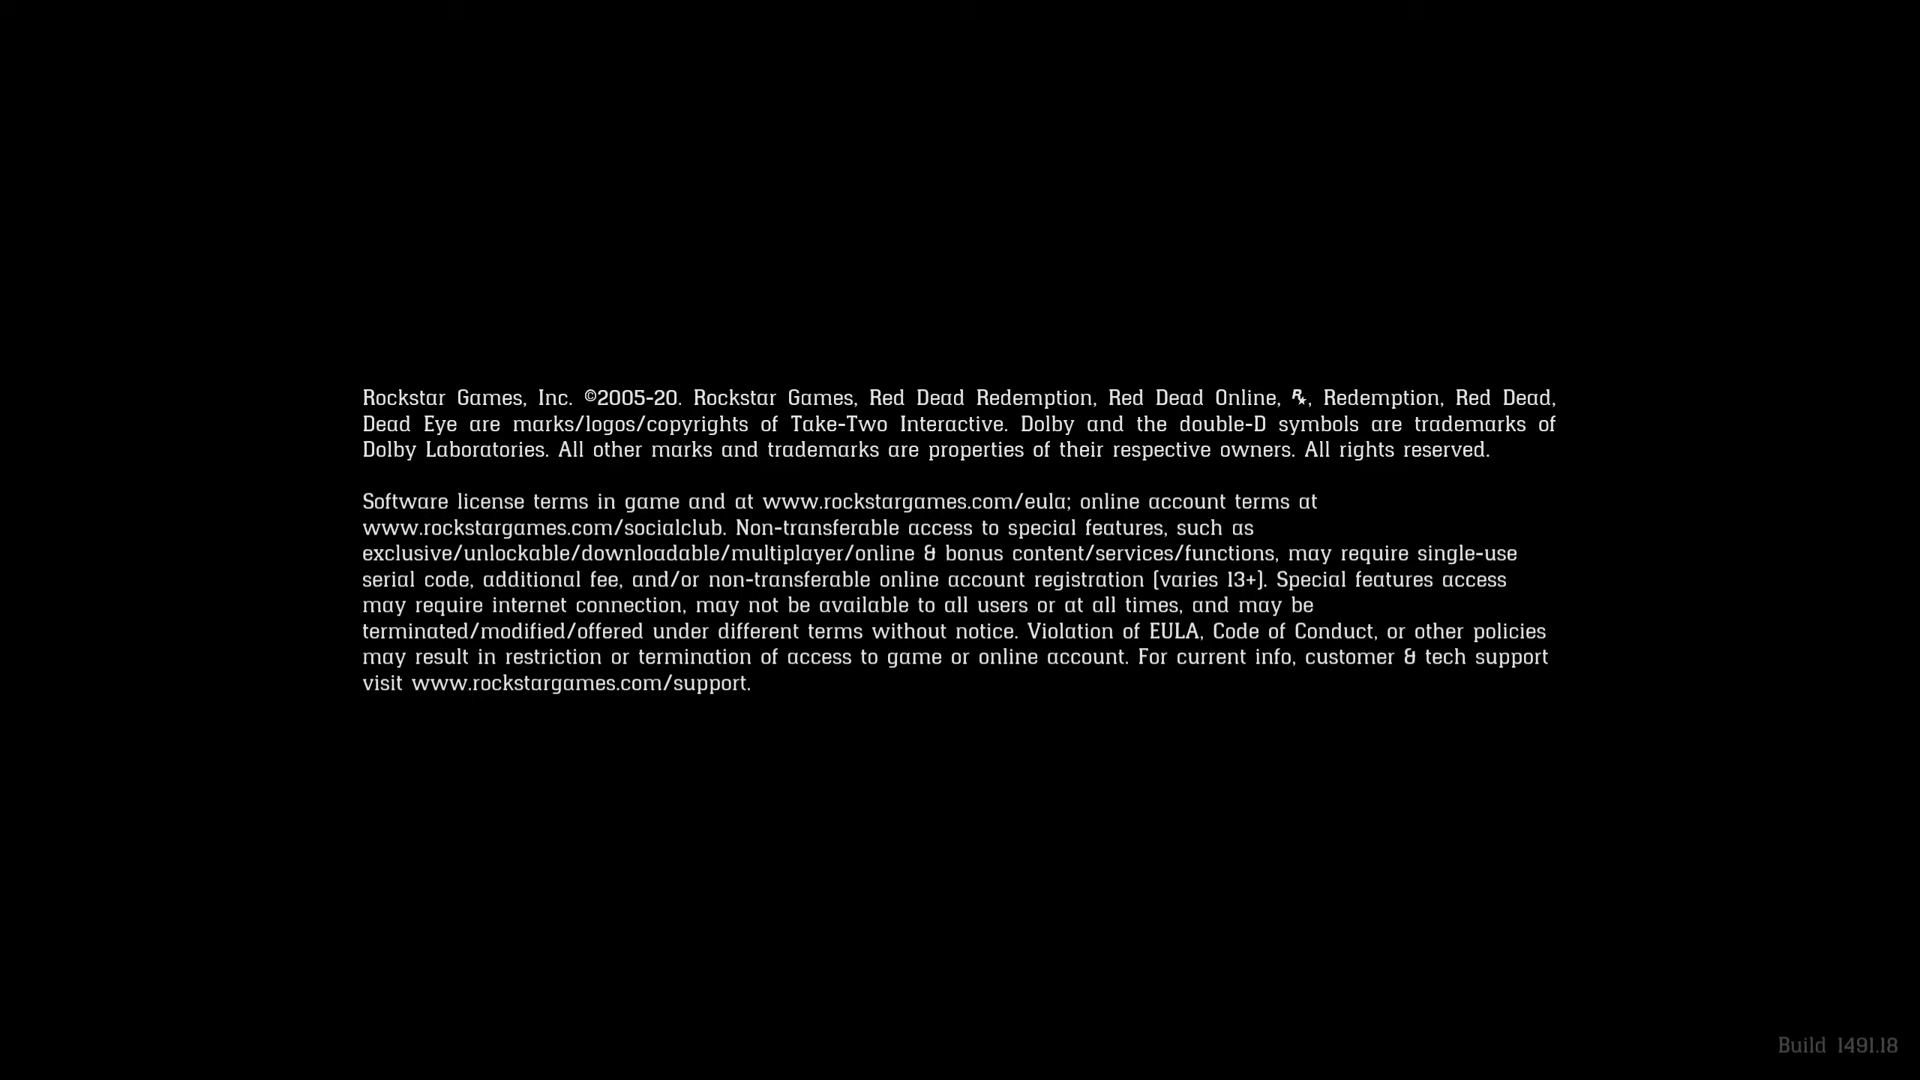 Rockstar Games, Inc. ©2005-20. Rockstar Games, Red Dead Redemption, Red Dead Online, R★, Redemption, Red Dead,
Dead Eye are marks/logos/copyrights of Take-Two Interactive. Dolby and the double-D symbols are trademarks of
Dolby Laboratories. All other marks and trademarks are properties of their respective owners. All rights reserved.
Software license terms in game and at www.rockstargames.com/eula; online account terms at
www.rockstargames.com/socialclub. Non-transferable access to special features, such as
exclusive/unlockable/downloadable/multiplayer/online & bonus content/services/functions, may require single-use
serial code, additional fee, and/or non-transferable online account registration (varies 13+). Special features access
may require internet connection, may not be available to all users or at all times, and may be
terminated/modified/offered under different terms without notice. Violation of EULA, Code of Conduct, or other policies
may result in restriction or termination of access to game or online account. For current info, customer & tech support
visit www.rockstargames.com/support.
Build 1491.18